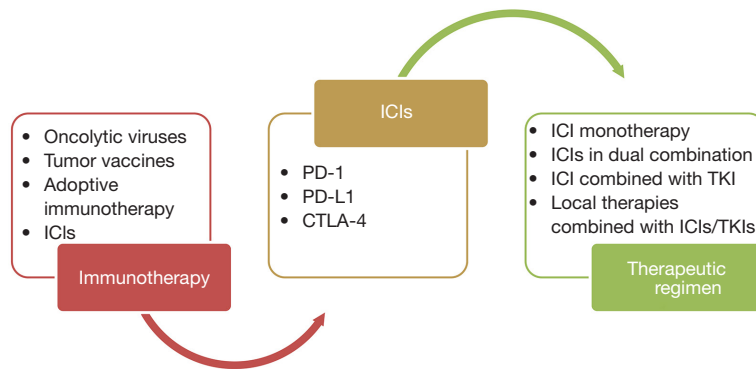 • Oncolytic viruses
• Tumor vaccines
• Adoptive
immunotherapy
• ICIs
Immunotherapy
ICIs
• PD-1
• PD-L1
• CTLA-4
• ICI monotherapy
• ICIs in dual combination
• ICI combined with TKI
• Local therapies
combined with ICIs/TKIs
Therapeutic
regimen